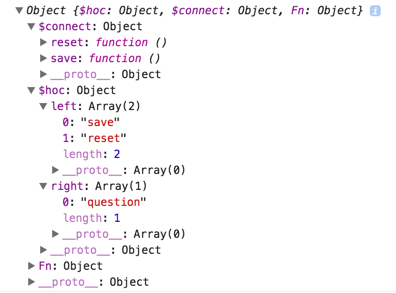 ▼Object {$hoc: Object, $connect: Object, Fn: Object} i
▼$connect: Object
▶reset: function ()
▶save: function ()
▶__proto__: Object
▼$hoc: Object
▼left: Array(2)
0: "save"
1: "reset"
length: 2
▶__proto__: Array(0)
▼right: Array(1)
0: "question"
length: 1
▶__proto__: Array(0)
▶__proto__: Object
▶Fn: Object
▶__proto__: Object